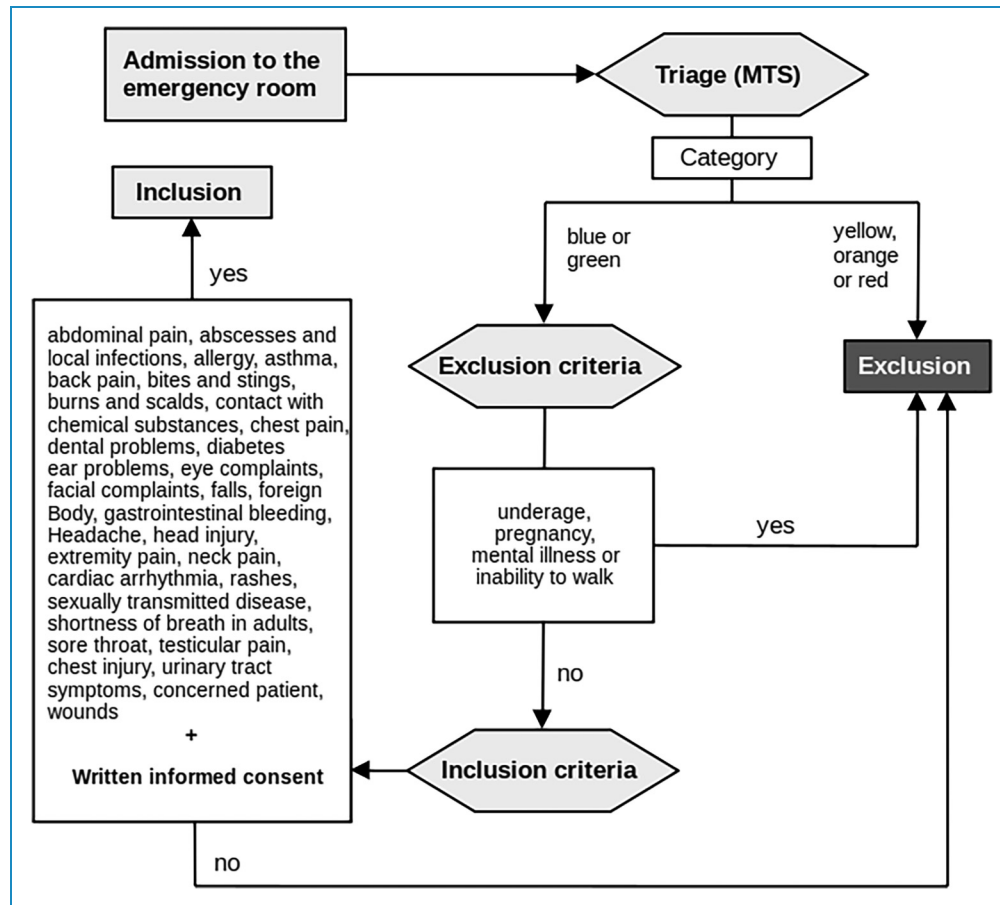 Admission to the
emergency room
Triage (MTS)
Category
Inclusion
yes
blue or
green
yellow,
orange
or red
abdominal pain, abscesses and
local infections, allergy, asthma,
back pain, bites and stings,
burns and scalds, contact with
chemical substances, chest pain,
dental problems, diabetes
ear problems, eye complaints,
facial complaints, falls, foreign
Body, gastrointestinal bleeding,
Headache, head injury,
extremity pain, neck pain,
cardiac arrhythmia, rashes,
sexually transmitted disease,
shortness of breath in adults,
sore throat, testicular pain,
chest injury, urinary tract
symptoms, concerned patient,
wounds
+
Written informed consent
Exclusion criteria
Exclusion
underage,
pregnancy,
mental illness or
inability to walk
yes
no
Inclusion criteria
no